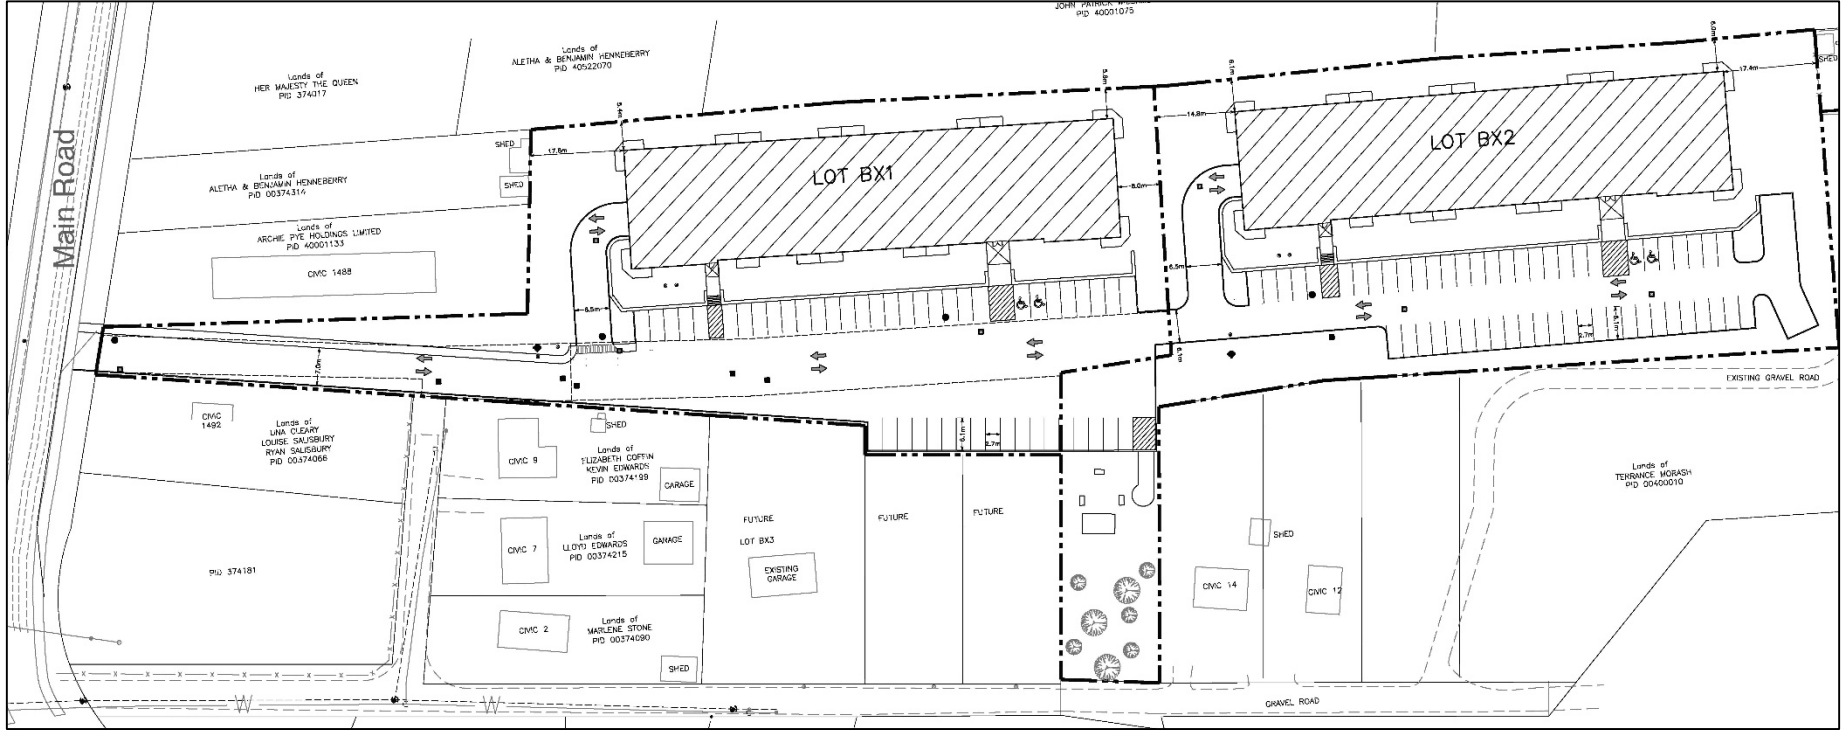 JOHN PATRICK
PID 40001075
Lands of
ALETHA & BENJAMIN HENNEBERRY
PID 40522070
Lands of
HER MAJESTY THE QUEEN
PID 374017
SHED
Main Road
5.4m
5.8m
6.1m
6.0m
17.4m
17.6m
14.8m
SHED
SHED
Lands of
ALETHA & BENJAMIN HENNEBERRY
PID 00374314
LOT BX1
LOT BX2
8.0m
Lands of
ARCHIE PYE HOLDINGS LIMITED
PID 40001133
CIVIC 1488
6.5m
6.5m
7.0m
6.1m
2.7m
6.1m
EXISTING GRAVEL ROAD
CIVIC
1492
Lands of
LINA CLEARY
LOUISE SALISBURY
RYAN SALISBURY
PID 00374066
SHED
CIVIC 9
Lands of
ELIZABETH COFFIN
KEVIN EDWARDS
PID 00374199
GARAGE
6.1m
2.7m
Lands of
TERRANCE MORASH
PID 00400010
FUTURE
LOT BX3
FUTURE
FUTURE
CIVIC 7
Lands of
LLOYD EDWARDS
PID 00374215
GARAGE
SHED
PID 374181
EXISTING
GARAGE
CIVIC 14
CIVIC 12
CIVIC 2
Lands of
MARLENE STONE
PID 00374090
SHED
W
W
GRAVEL ROAD